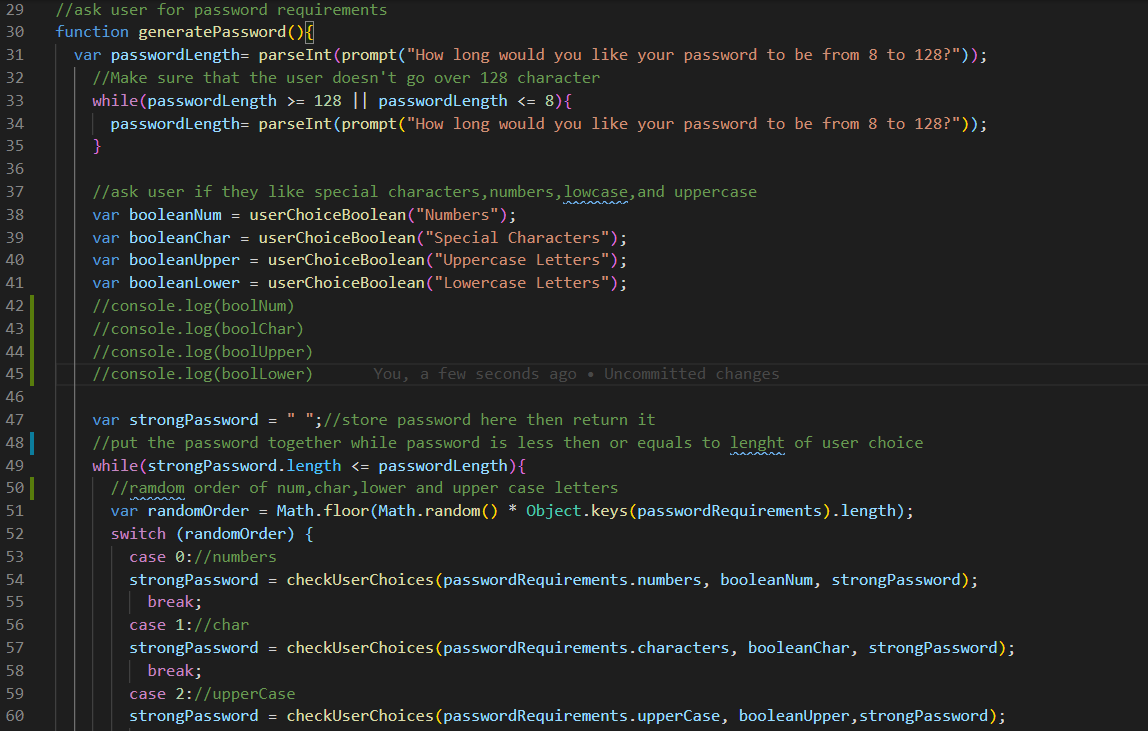 29 //ask user for password requirements
30 function generatePassword(){
31 var passwordLength= parseInt(prompt("How long would you like your password to be from 8 to 128?"));
32 //Make sure that the user doesn't go over 128 character
33 while(passwordLength >= 128 || passwordLength <= 8){
34 passwordLength= parseInt(prompt("How long would you like your password to be from 8 to 128?"));
35 }
36
37 //ask user if they like special characters,numbers,lowcase,and uppercase
38 var booleanNum = userChoiceBoolean("Numbers");
39 var booleanChar = userChoiceBoolean("Special Characters");
40 var booleanUpper = userChoiceBoolean("Uppercase Letters");
41 var booleanLower = userChoiceBoolean("Lowercase Letters");
42 //console.log(boolNum)
43 //console.log(boolChar)
44 //console.log(boolUpper)
45 //console.log(boolLower) You, a few seconds ago • Uncommitted changes
46
47 var strongPassword = " ";//store password here then return it
48 //put the password together while password is less then or equals to lenght of user choice
49 while(strongPassword.length <= passwordLength){
50 //ramdom order of num,char,lower and upper case letters
51 var randomOrder = Math.floor(Math.random() * Object.keys(passwordRequirements).length);
52 switch (randomOrder) {
53 case 0://numbers
54 strongPassword = checkUserChoices(passwordRequirements.numbers, booleanNum, strongPassword);
55 break;
56 case 1://char
57 strongPassword = checkUserChoices(passwordRequirements.characters, booleanChar, strongPassword);
58 break;
59 case 2://upperCase
60 strongPassword = checkUserChoices(passwordRequirements.upperCase, booleanUpper,strongPassword);